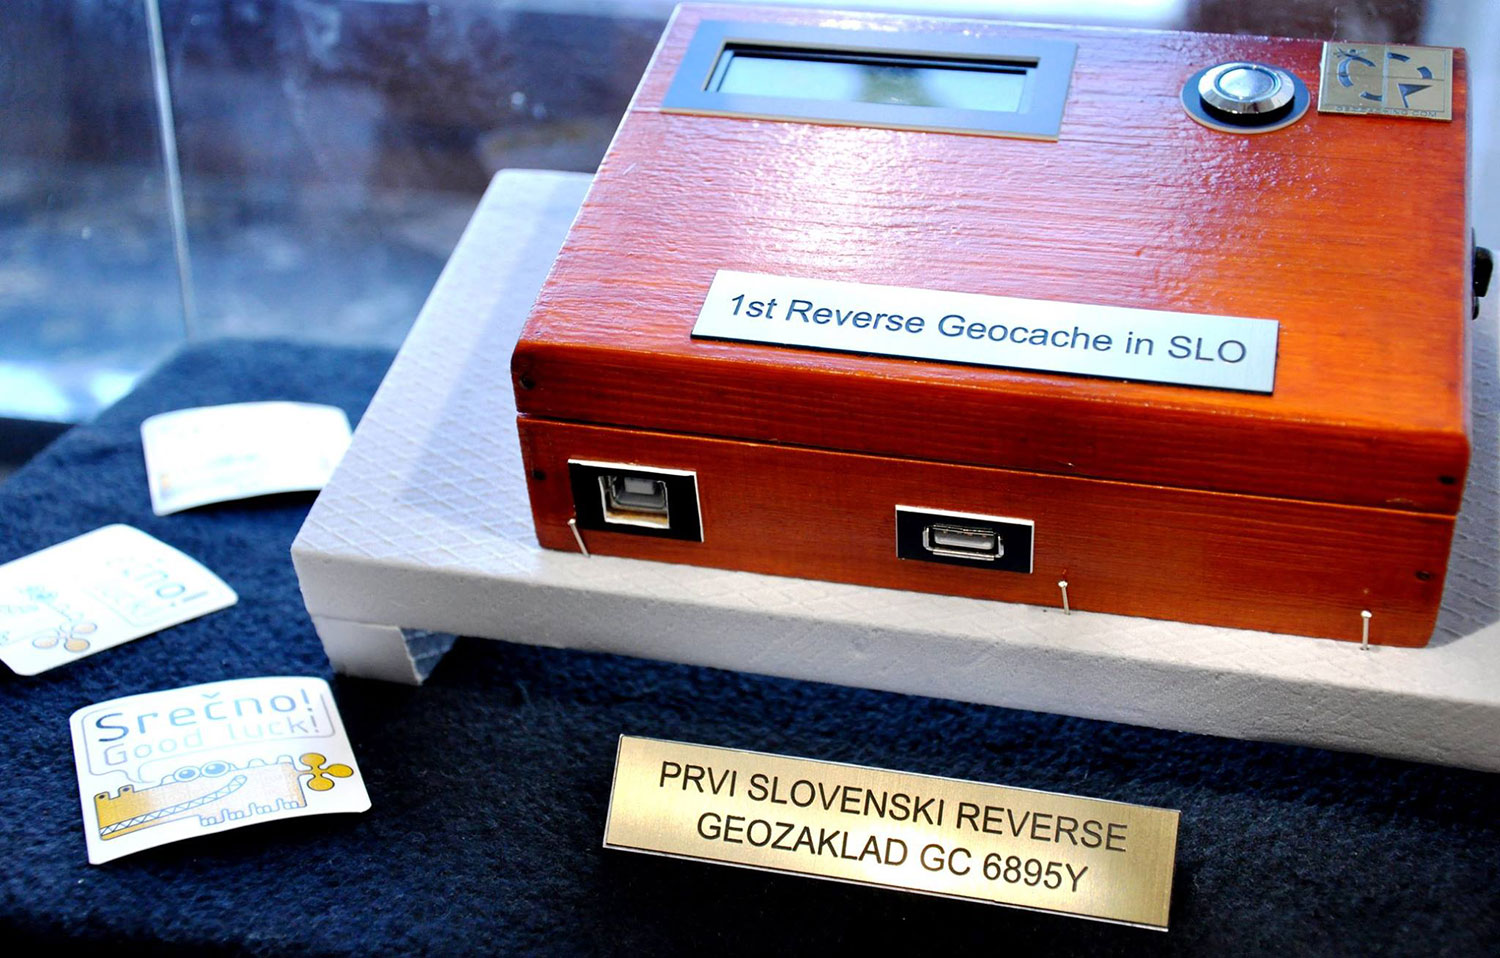 1st Reverse Geocache in SLO
Srečno!
Good luck!
PRVI SLOVENSKI REVERSE
GEOZAKLAD GC 6895Y